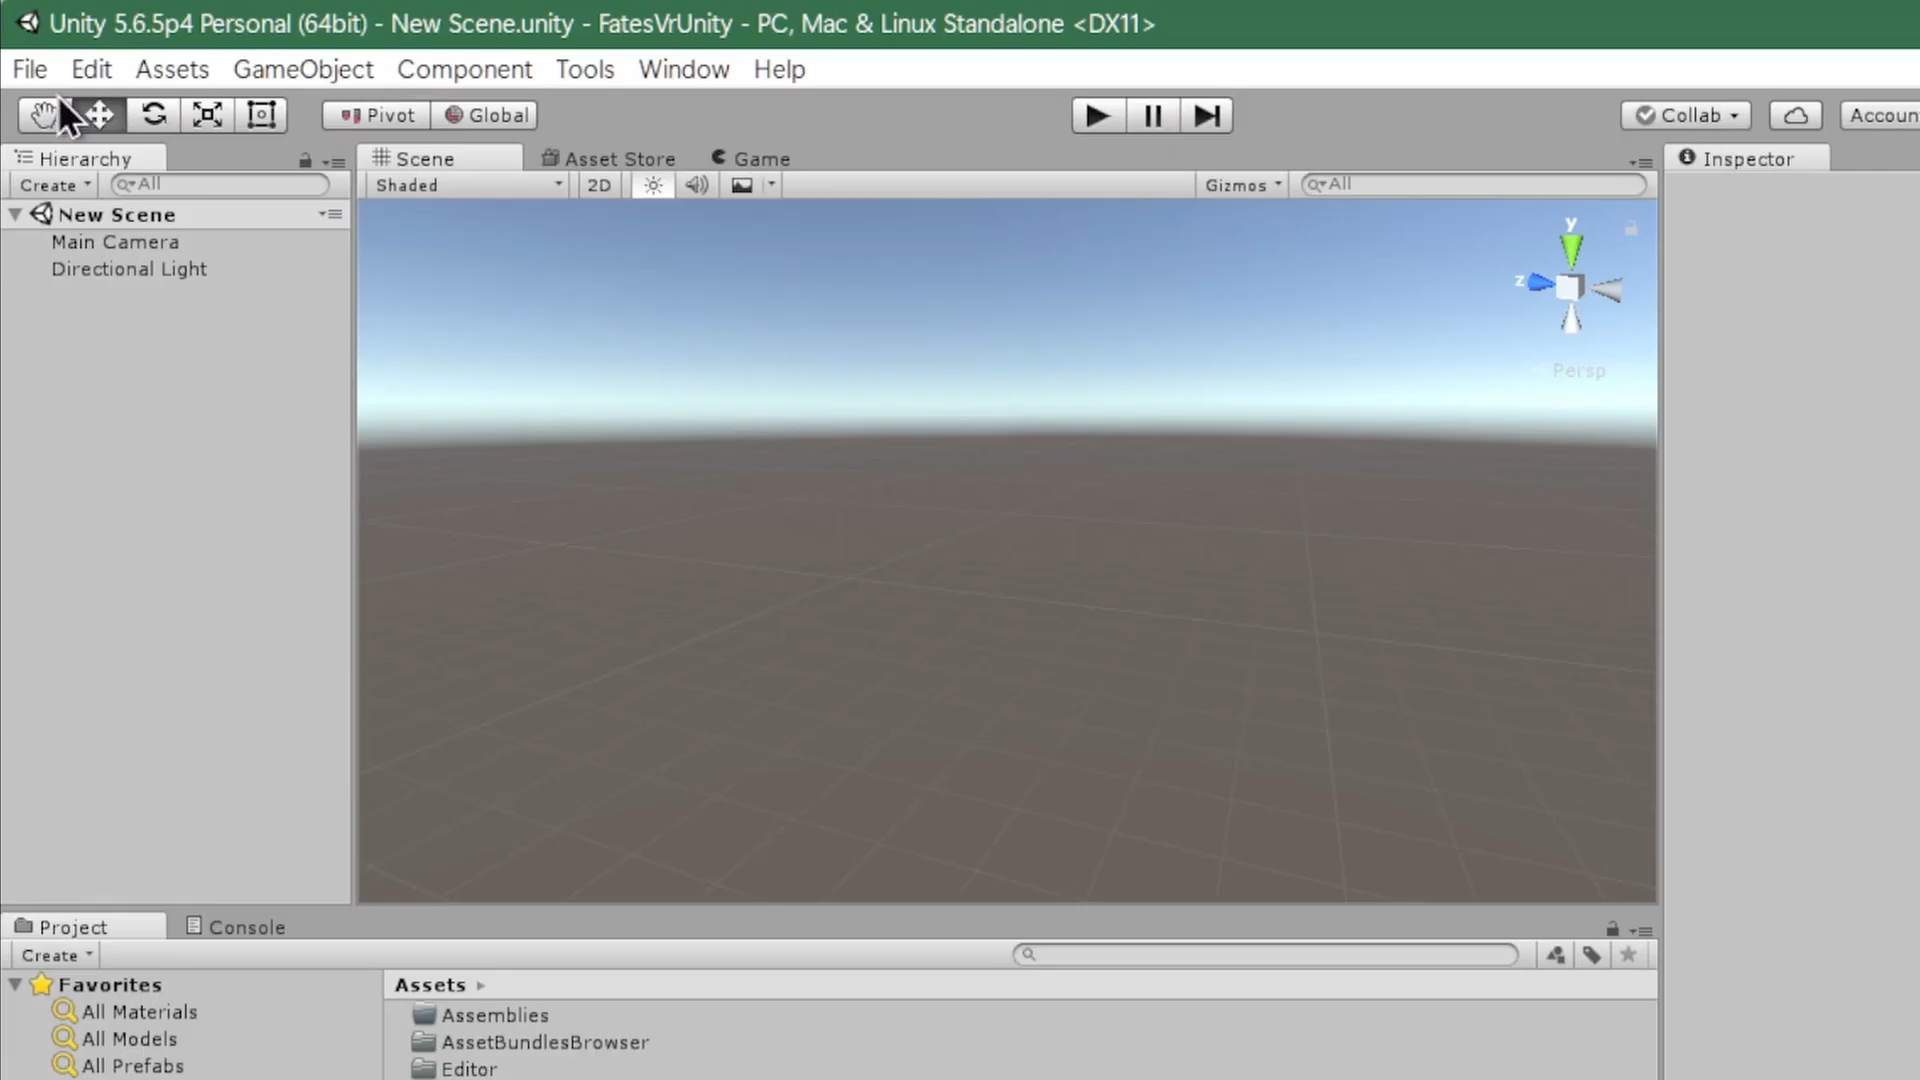 Unity 5.6.5p4 Personal (64bit) - New Scene.unity - FatesVrUnity - PC, Mac & Linux Standalone <DX11>
File Edit Assets GameObject Component Tools Window Help
Pivot Global Collab Accoun
Hierarchy Scene Asset Store Game Inspector
Create All Shaded 2D Gizmos All
New Scene
Main Camera
Directional Light
y
z
Persp
Project Console
Create
Favorites Assets
All Materials Assemblies
All Models AssetBundlesBrowser
All Prefabs Editor